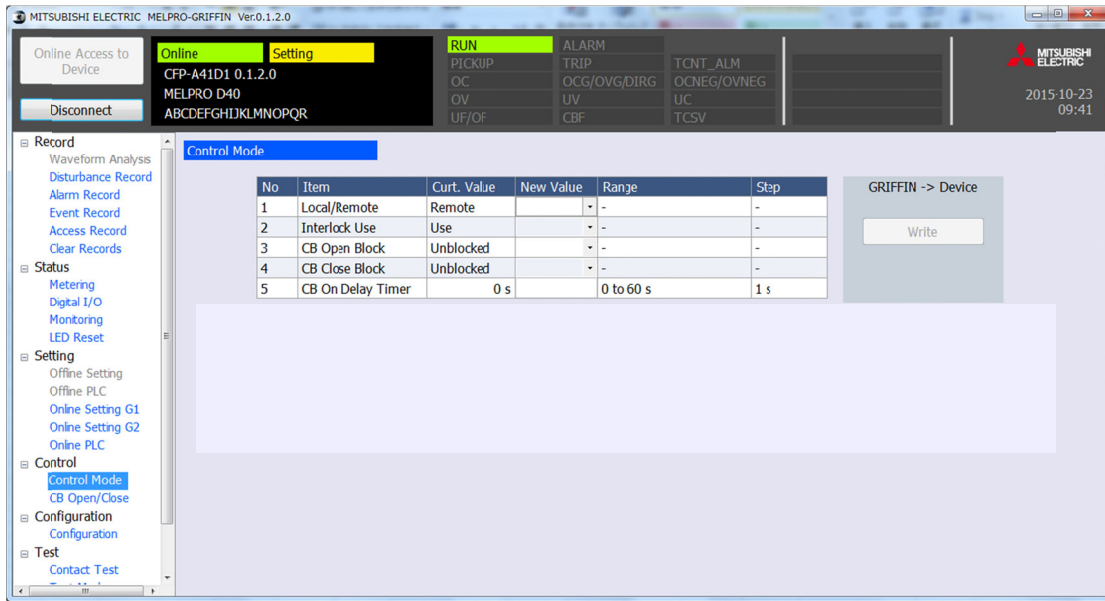 MITSUBISHI ELECTRIC MELPRO-GRIFFIN Ver.0.1.2.0
Online Access to Device
Disconnect
Online Setting
CFP-A41D1 0.1.2.0
MELPRO D40
ABCDEFGHIJKLMNOPQR
RUN ALARM
PICKUP TRIP TCNT_ALM
OC OCG/OVG/DIRG OCNEG/OVNEG
OV UV UC
UF/OF CBF TCSV
MITSUBISHI
ELECTRIC
2015-10-23
09:41
Record
Waveform Analysis
Disturbance Record
Alarm Record
Event Record
Access Record
Clear Records
Status
Metering
Digital I/O
Monitoring
LED Reset
Setting
Offline Setting
Offline PLC
Online Setting G1
Online Setting G2
Online PLC
Control
Control Mode
CB Open/Close
Configuration
Configuration
Test
Contact Test
Control Mode
No Item Curt. Value New Value Range Step
1 Local/Remote Remote - -
2 Interlock Use Use - -
3 CB Open Block Unblocked - -
4 CB Close Block Unblocked - -
5 CB On Delay Timer 0 s 0 to 60 s 1 s
GRIFFIN -> Device
Write